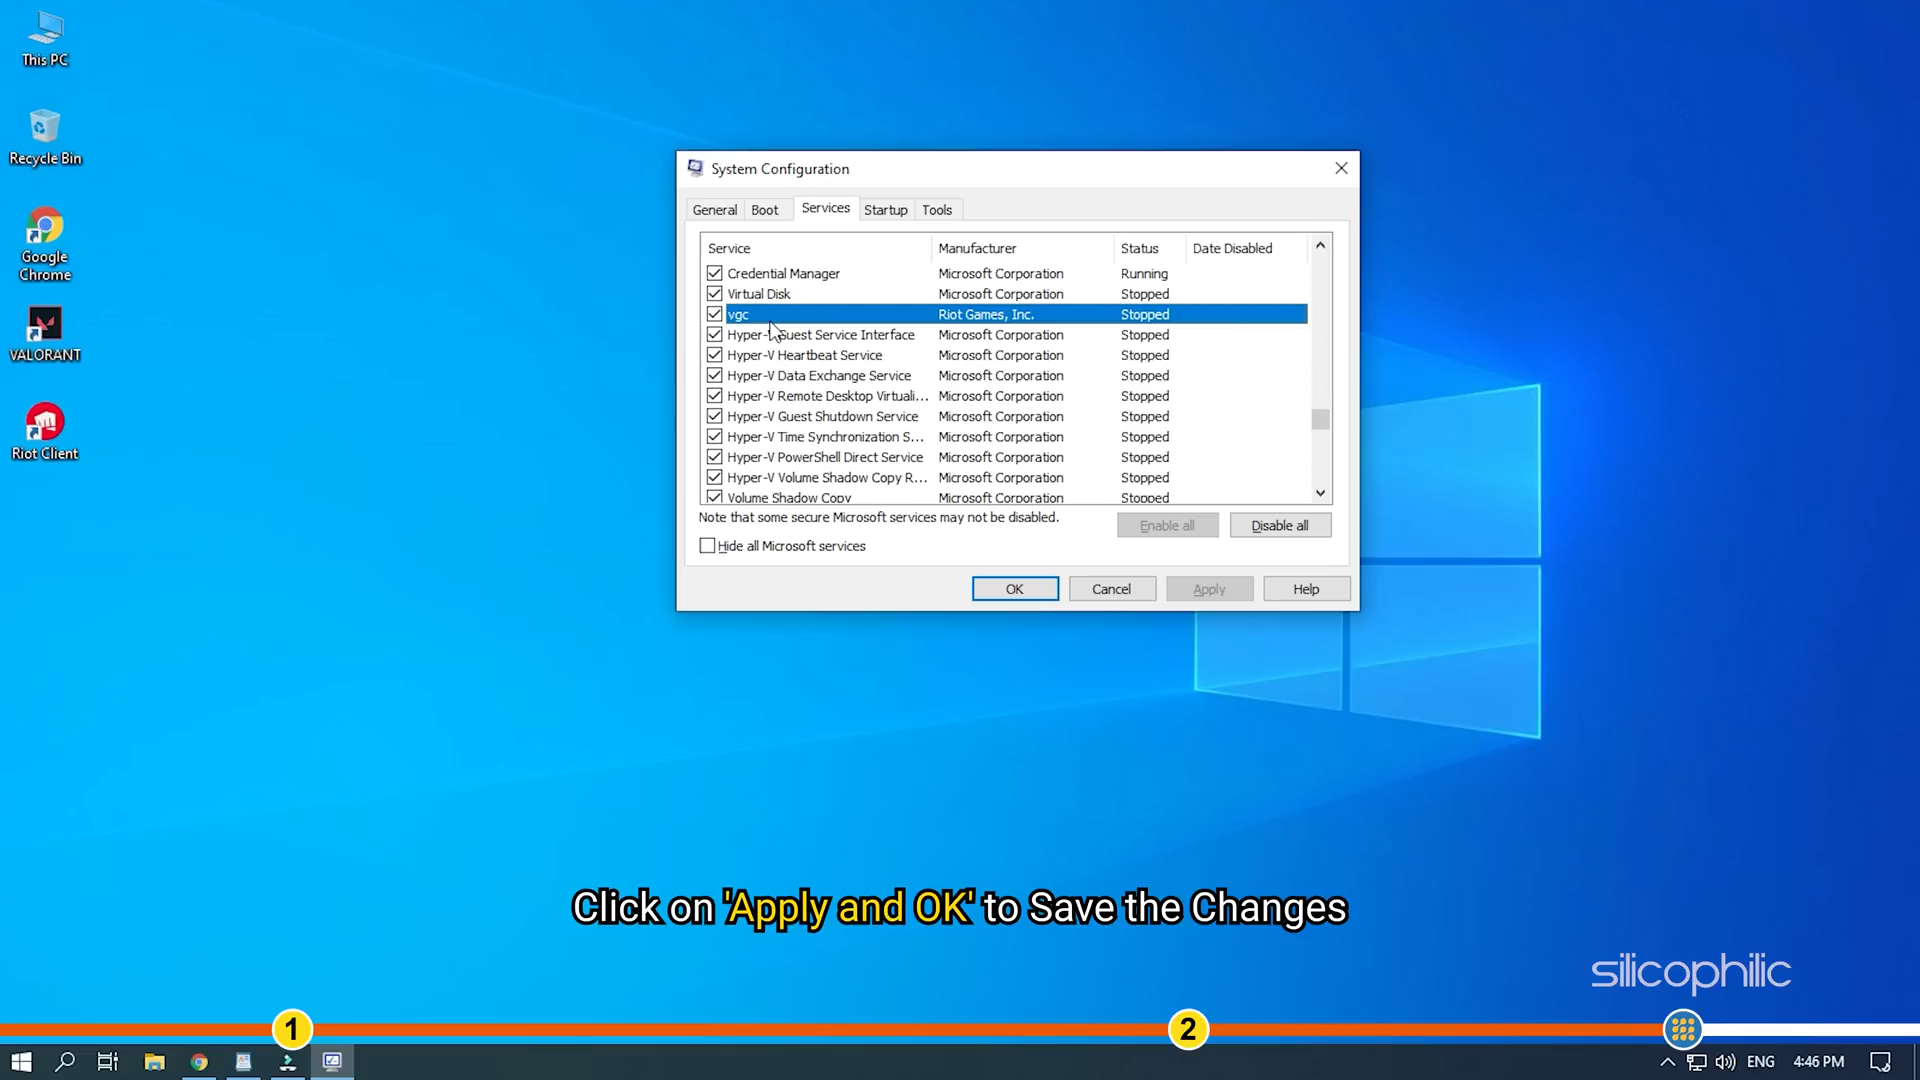 This PC
Recycle Bin
Google
Chrome
VALORANT
Riot Client
System Configuration
General Boot Services Startup Tools
Service Manufacturer Status Date Disabled
Credential Manager Microsoft Corporation Running
Virtual Disk Microsoft Corporation Stopped
vgc Riot Games, Inc. Stopped
Hyper-V Guest Service Interface Microsoft Corporation Stopped
Hyper-V Heartbeat Service Microsoft Corporation Stopped
Hyper-V Data Exchange Service Microsoft Corporation Stopped
Hyper-V Remote Desktop Virtuali... Microsoft Corporation Stopped
Hyper-V Guest Shutdown Service Microsoft Corporation Stopped
Hyper-V Time Synchronization S... Microsoft Corporation Stopped
Hyper-V PowerShell Direct Service Microsoft Corporation Stopped
Hyper-V Volume Shadow Copy R... Microsoft Corporation Stopped
Volume Shadow Copy Microsoft Corporation Stopped
Note that some secure Microsoft services may not be disabled.
Enable all Disable all
Hide all Microsoft services
OK Cancel Apply Help
Click on 'Apply and OK' to Save the Changes
silicophilic
1 2
ENG 4:46 PM